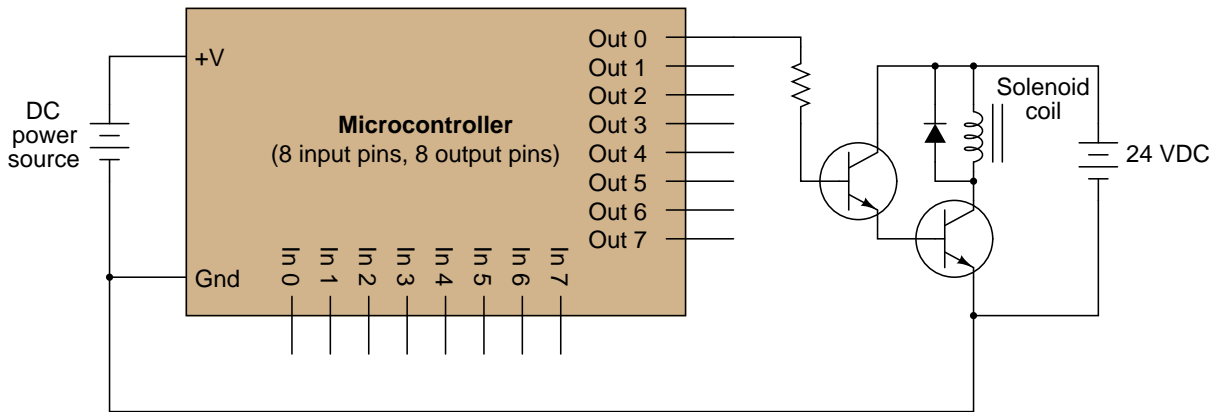 DC
power
source
+V
Gnd
Microcontroller
(8 input pins, 8 output pins)
Out 0
Out 1
Out 2
Out 3
Out 4
Out 5
Out 6
Out 7
In 0
In 1
In 2
In 3
In 4
In 5
In 6
In 7
Solenoid
coil
24 VDC